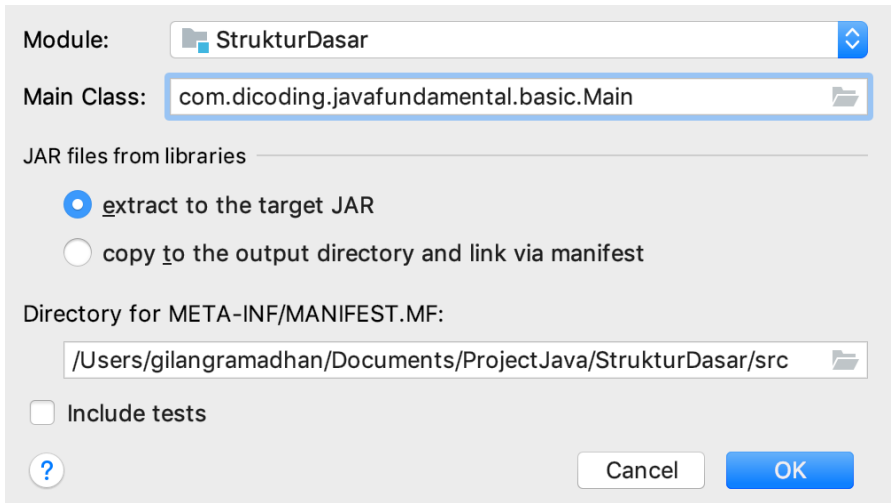 Module: StrukturDasar
Main Class: com.dicoding.javafundamental.basic.Main
JAR files from libraries
extract to the target JAR
copy to the output directory and link via manifest
Directory for META-INF/MANIFEST.MF:
/Users/gilangramadhan/Documents/ProjectJava/StrukturDasar/src
Include tests
? Cancel OK